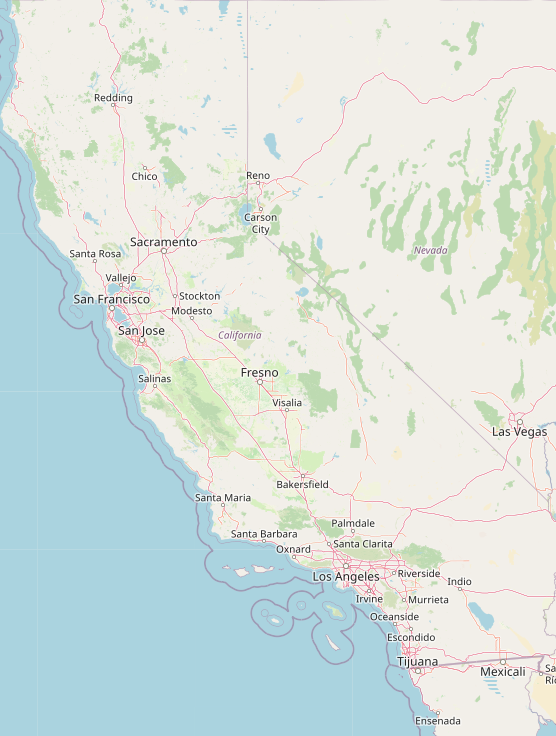 Redding
Chico
Reno
Carson
City
Sacramento
Nevada
Santa Rosa
Vallejo
San Francisco
Stockton
Modesto
San Jose
California
Salinas
Fresno
Visalia
Las Vegas
Bakersfield
Santa Maria
Palmdale
Santa Barbara
Santa Clarita
Oxnard
Los Angeles
Riverside
Indio
Irvine
Murrieta
Oceanside
Escondido
Tijuana
Mexicali
Ensenada